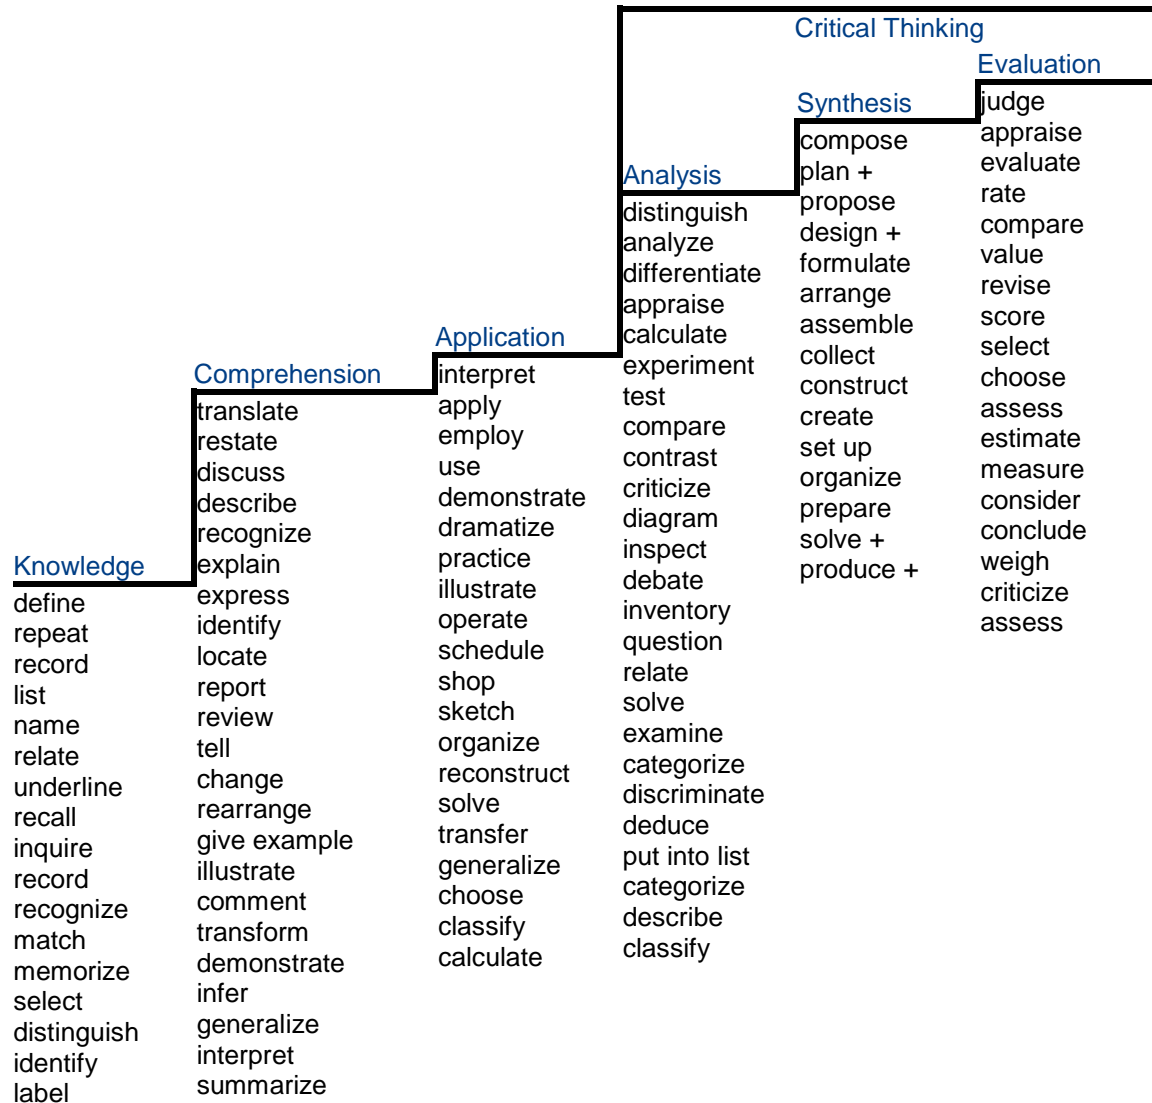 Critical Thinking
Knowledge
define
repeat
record
list
name
relate
underline
recall
inquire
record
recognize
match
memorize
select
distinguish
identify
label
Comprehension
translate
restate
discuss
describe
recognize
explain
express
identify
locate
report
review
tell
change
rearrange
give example
illustrate
comment
transform
demonstrate
infer
generalize
interpret
summarize
Application
interpret
apply
employ
use
demonstrate
dramatize
practice
illustrate
operate
schedule
shop
sketch
organize
reconstruct
solve
transfer
generalize
choose
classify
calculate
Analysis
distinguish
analyze
differentiate
appraise
calculate
experiment
test
compare
contrast
criticize
diagram
inspect
debate
inventory
question
relate
solve
examine
categorize
discriminate
deduce
put into list
categorize
describe
classify
Synthesis
compose
plan +
propose
design +
formulate
arrange
assemble
collect
construct
create
set up
organize
prepare
solve +
produce +
Evaluation
judge
appraise
evaluate
rate
compare
value
revise
score
select
choose
assess
estimate
measure
consider
conclude
weigh
criticize
assess